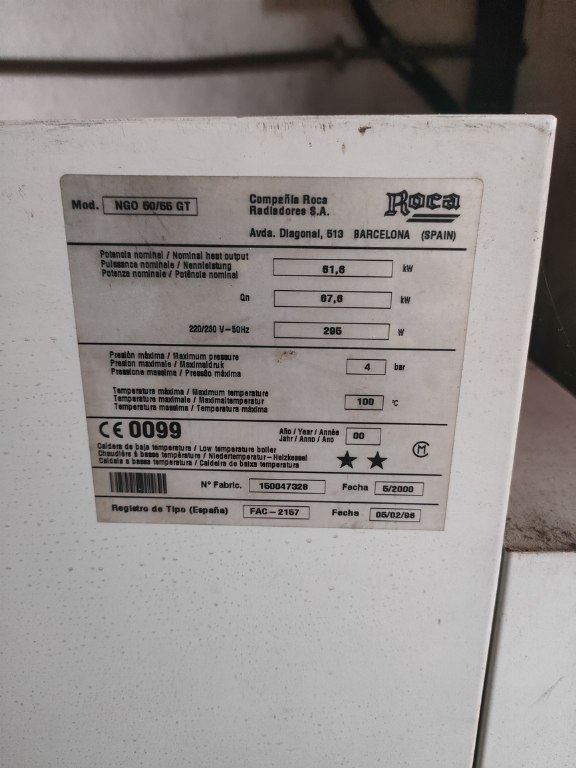 Mod. NGO 50/55 GT
Compañía Roca
Radiadores S.A.
Roca
Avda. Diagonal, 513 BARCELONA (SPAIN)
Potencia nominal / Nominal heat output
Puissance nominale / Nennleistung
Potenza nominale / Potência nominal
61,6 kW
Qn 67,6 kW
220/230 V-50Hz 295 W
Presión máxima / Maximum pressure
Pression maximale / Maximaldruk
Pressione massima / Pressão máxima
4 bar
Temperatura máxima / Maximum temperature
Temperature maximale / Maximaltemperatur
Temperatura massima / Temperatura máxima
100 °C
CE 0099
Año / Year / Année
Jahr / Anno / Ano
00
Caldera de baja temperatura / Low temperature boiler
Chaudière à basse température / Niedertemperatur-Heizkessel
Caldaie a bassa temperatura / Caldeira de baixa temperatura
★ ★
M
Nº Fabric. 150047328 Fecha 5/2000
Registro de Tipo (España) FAC-2157 Fecha 05/02/96